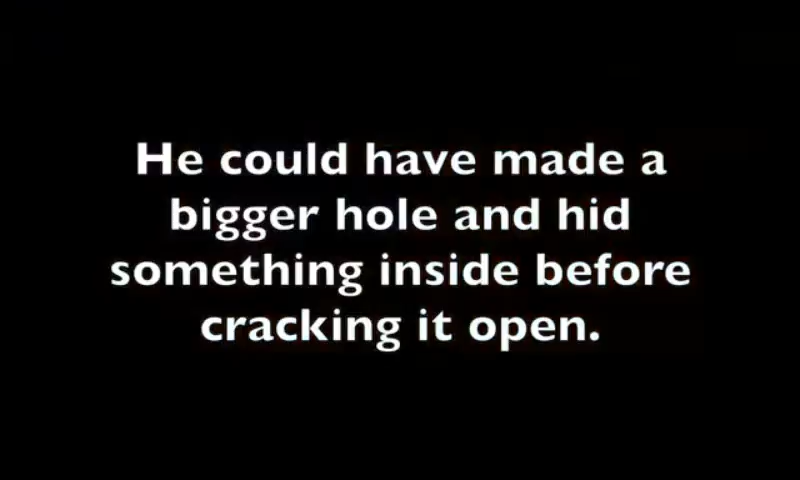 He could have made a
bigger hole and hid
something inside before
cracking it open.